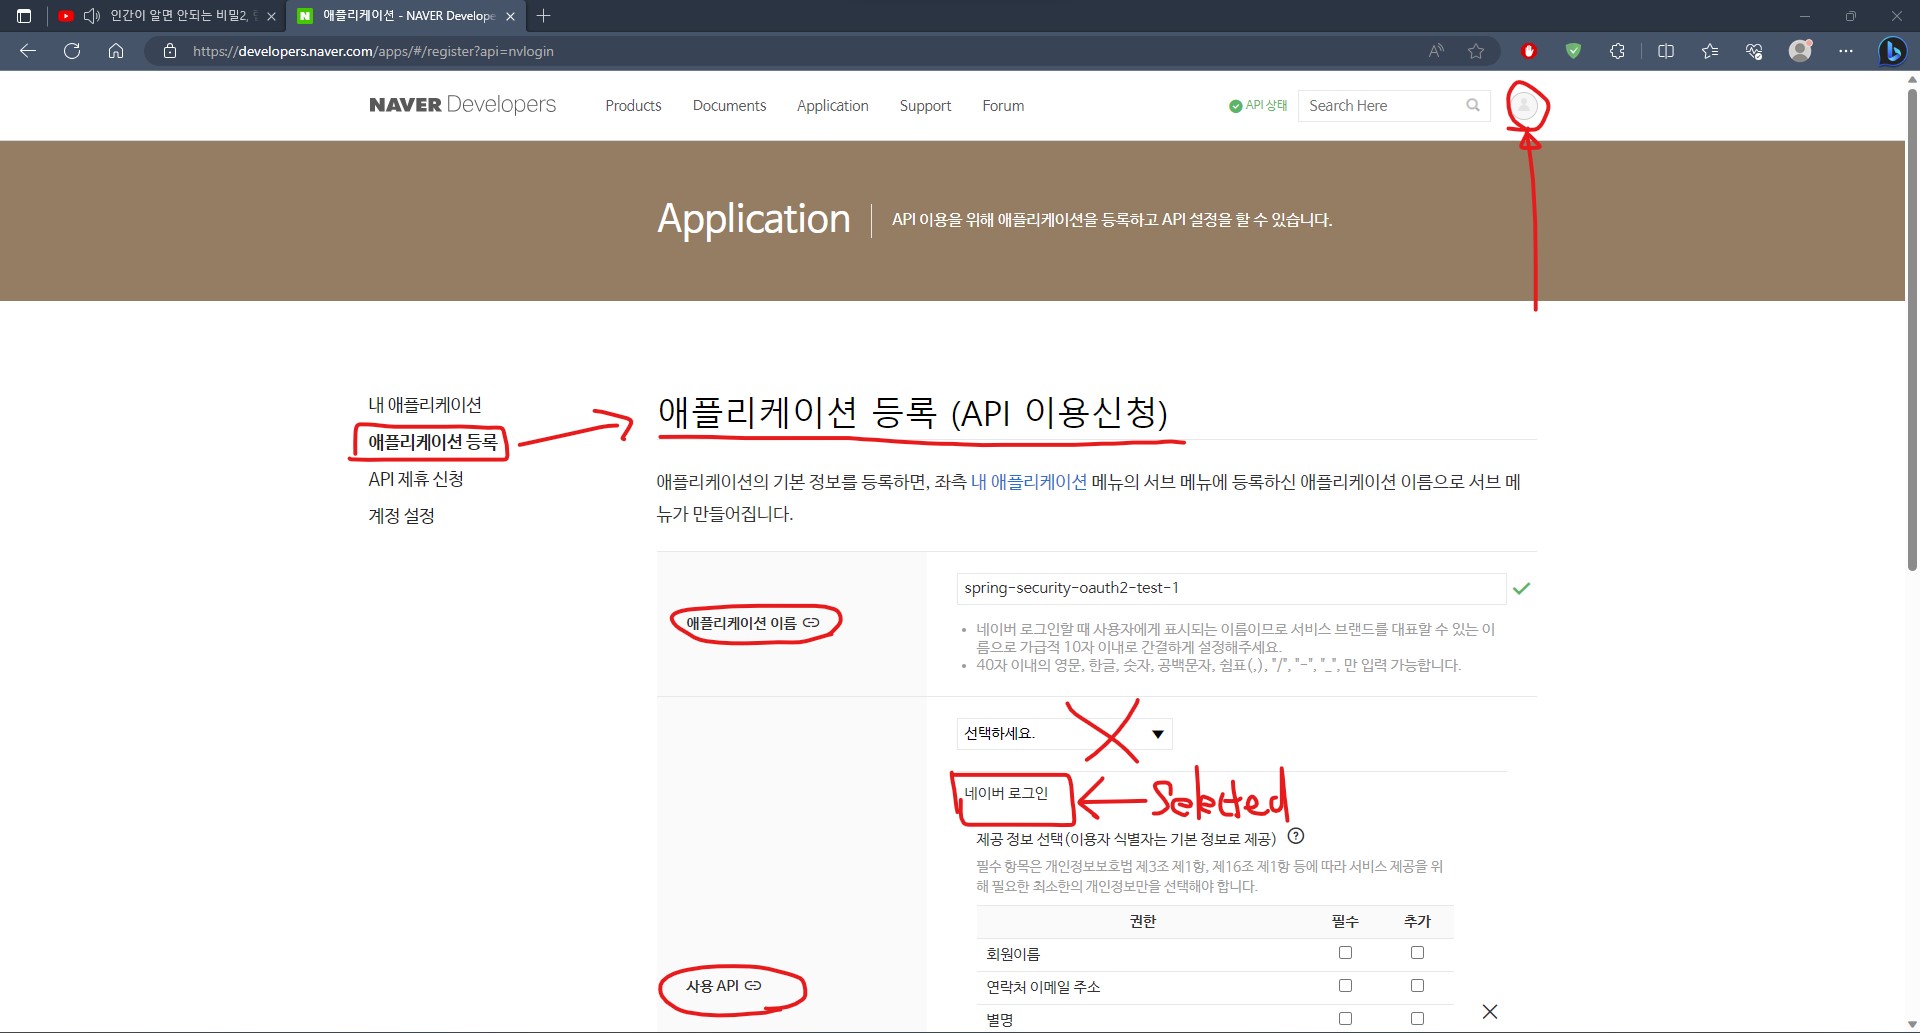 인간이 알면 안되는 비밀2,
애플리케이션 - NAVER Develope
https://developers.naver.com/apps/#/register?api=nvlogin
NAVER Developers
Products
Documents
Application
Support
Forum
API 상태
Search Here
Application
API 이용을 위해 애플리케이션을 등록하고 API 설정을 할 수 있습니다.
내 애플리케이션
애플리케이션 등록
API 제휴 신청
계정 설정
애플리케이션 등록 (API 이용신청)
애플리케이션의 기본 정보를 등록하면, 좌측 내 애플리케이션 메뉴의 서브 메뉴에 등록하신 애플리케이션 이름으로 서브 메
뉴가 만들어집니다.
애플리케이션 이름
spring-security-oauth2-test-1
• 네이버 로그인할 때 사용자에게 표시되는 이름이므로 서비스 브랜드를 대표할 수 있는 이
름으로 가급적 10자 이내로 간결하게 설정해주세요.
• 40자 이내의 영문, 한글, 숫자, 공백문자, 쉼표(,), "/", "-", "_", 만 입력 가능합니다.
선택하세요.
네이버 로그인
Selected
제공 정보 선택(이용자 식별자는 기본 정보로 제공)
필수 항목은 개인정보보호법 제3조 제1항, 제16조 제1항 등에 따라 서비스 제공을 위
해 필요한 최소한의 개인정보만을 선택해야 합니다.
권한 필수 추가
회원이름
사용 API
연락처 이메일 주소
별명